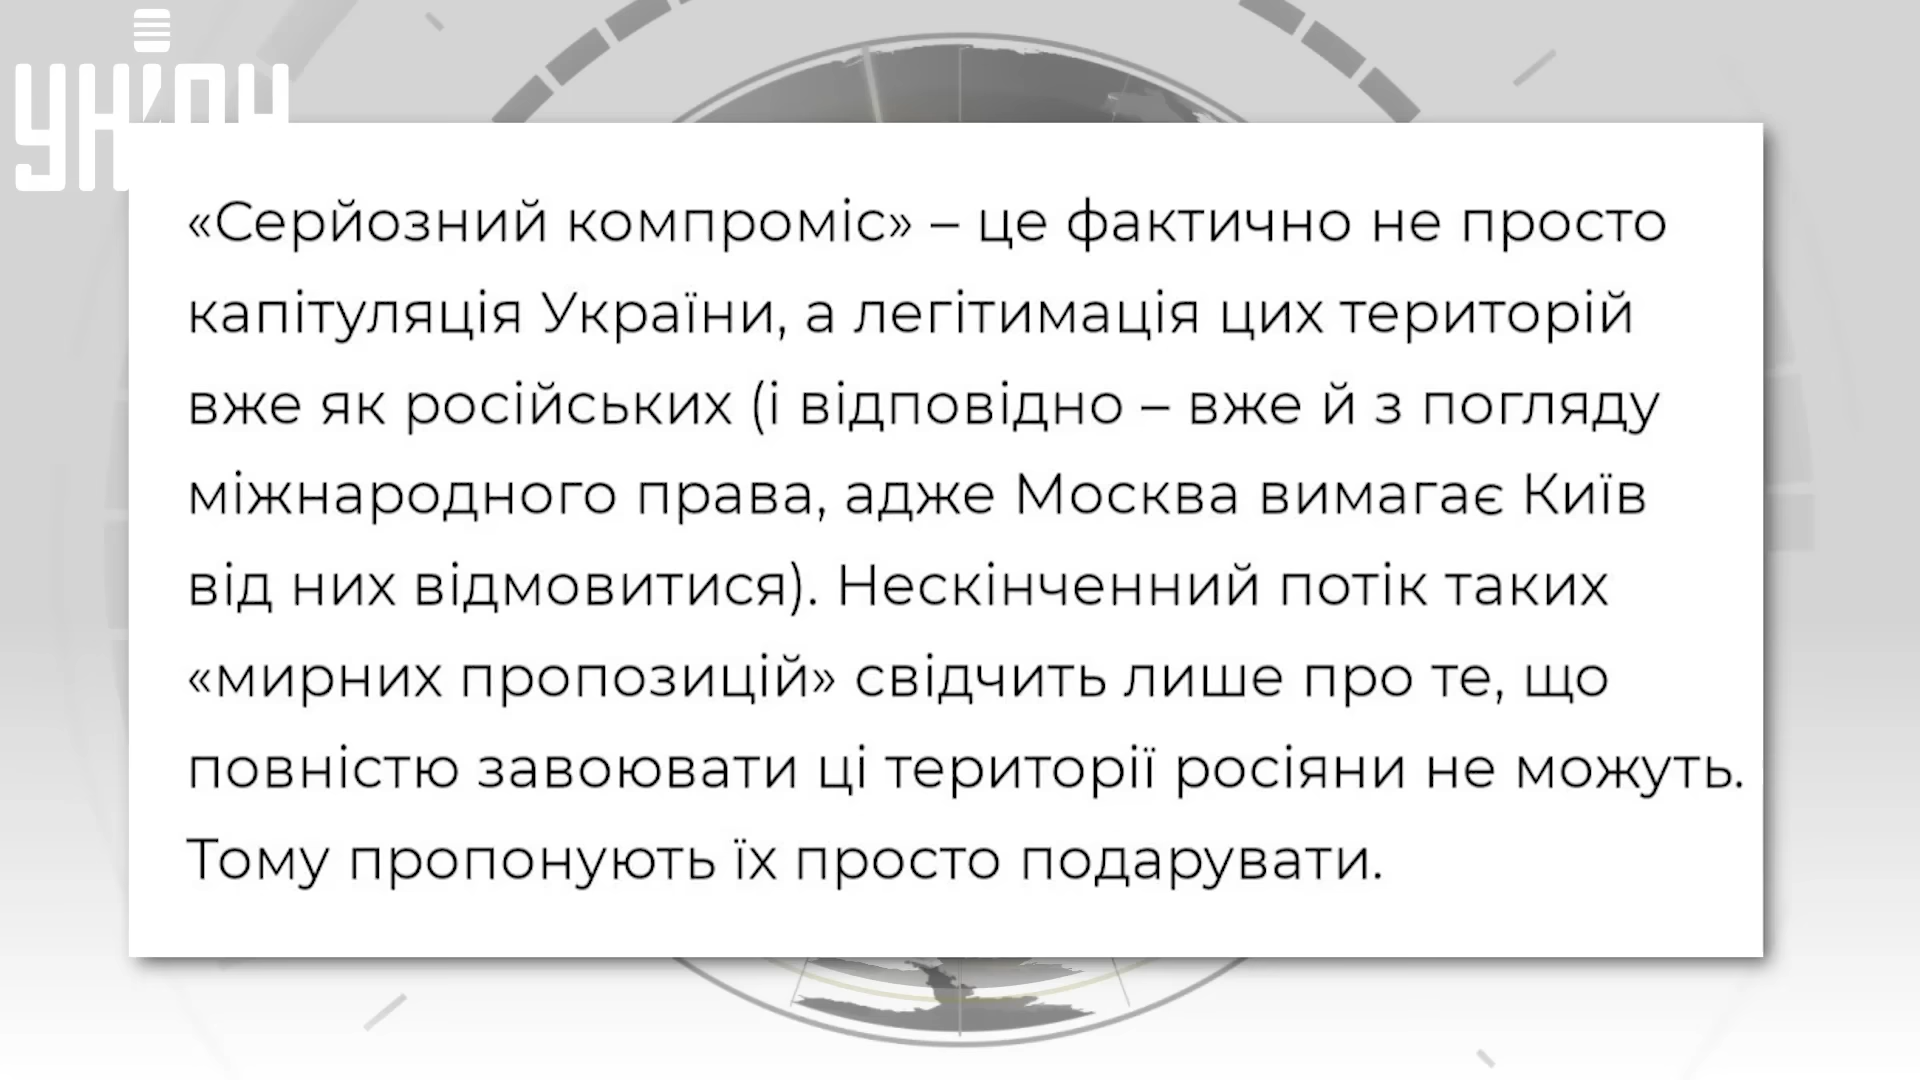 УНІАН
«Серйозний компроміс» – це фактично не просто
капітуляція України, а легітимація цих територій
вже як російських (і відповідно – вже й з погляду
міжнародного права, адже Москва вимагає Київ
від них відмовитися). Нескінченний потік таких
«мирних пропозицій» свідчить лише про те, що
повністю завоювати ці території росіяни не можуть.
Тому пропонують їх просто подарувати.